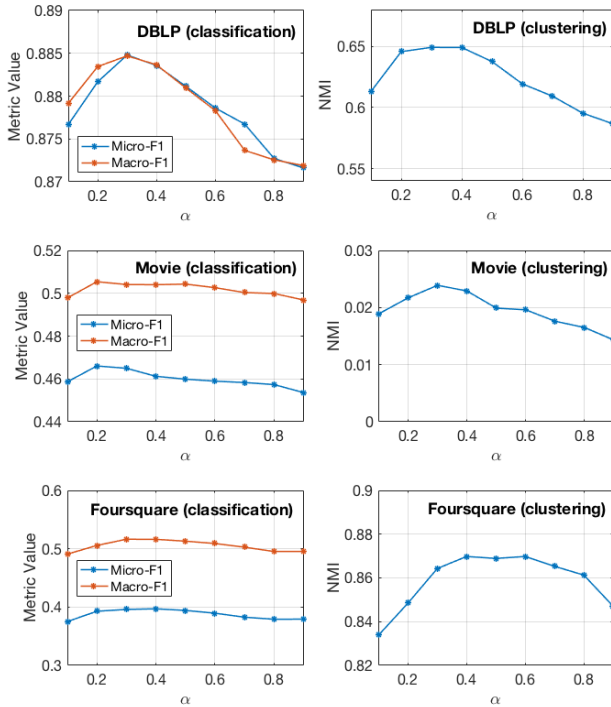 DBLP (classification)
0.89
0.88
0.875
0.87
Metric Value
Micro-F1
Macro-F1
0.2
0.4
0.6
0.8
α
DBLP (clustering)
0.65
0.6
0.55
NMI
0.2
0.4
0.6
0.8
α
Movie (classification)
0.52
0.5
0.46
0.44
Metric Value
Micro-F1
Macro-F1
0.2
0.4
0.6
0.8
α
Movie (clustering)
0.03
0.02
0.01
0
NMI
0.2
0.4
0.6
0.8
α
Foursquare (classification)
0.6
0.5
0.4
0.3
Metric Value
Micro-F1
Macro-F1
0.2
0.4
0.6
0.8
α
Foursquare (clustering)
0.9
0.88
0.86
0.84
0.82
NMI
0.2
0.4
0.6
0.8
α